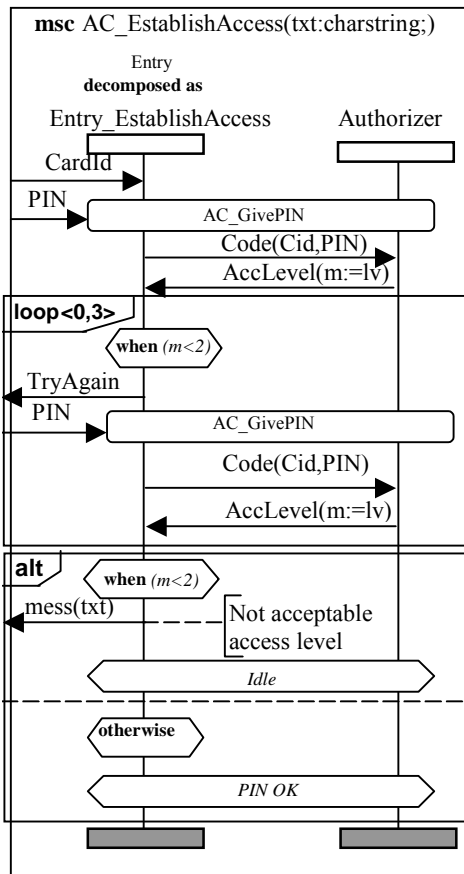 msc AC_EstablishAccess(txt:charstring;)
Entry
decomposed as
Entry_EstablishAccess
Authorizer
CardId
PIN
AC_GivePIN
Code(Cid,PIN)
AccLevel(m:=lv)
loop<0,3>
when (m<2)
TryAgain
PIN
AC_GivePIN
Code(Cid,PIN)
AccLevel(m:=lv)
alt
when (m<2)
mess(txt)
Not acceptable
access level
Idle
otherwise
PIN OK